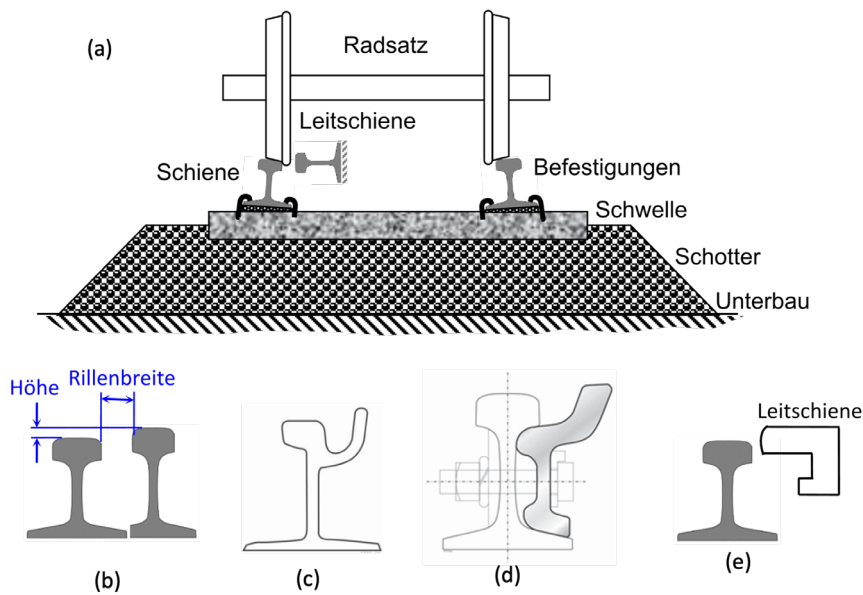 (a)
Radsatz
Leitschiene
Schiene
Befestigungen
Schwelle
Schotter
Unterbau
Höhe
Rillenbreite
Leitschiene
(b)
(c)
(d)
(e)